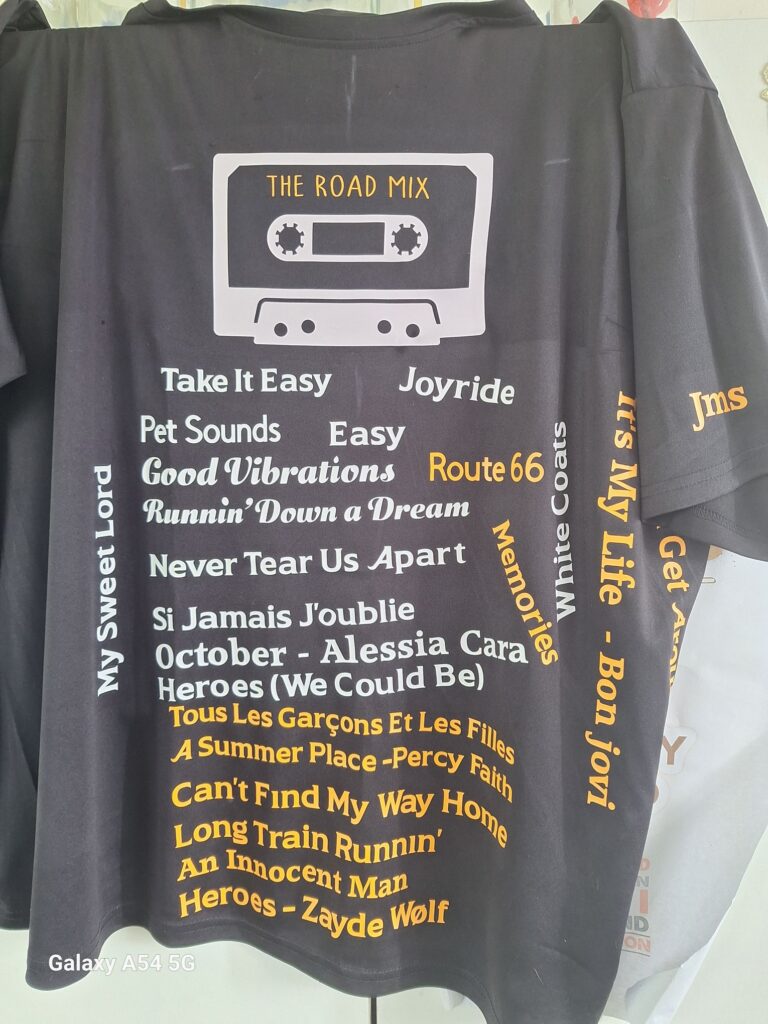 THE ROAD MIX
Take It Easy
Joyride
Jms
Pet Sounds
Easy
Good Vibrations
Route 66
Runnin' Down a Dream
My Sweet Lord
White Coats
It's My Life - Bon jovi
Get
Never Tear Us Apart
Memories
Si Jamais J'oublie
October - Alessia Cara
Heroes (We Could Be)
Tous Les Garçons Et Les Filles
A Summer Place -Percy Faith
Can't Find My Way Home
Long Train Runnin'
An Innocent Man
Heroes - Zayde Wølf
Galaxy A54 5G